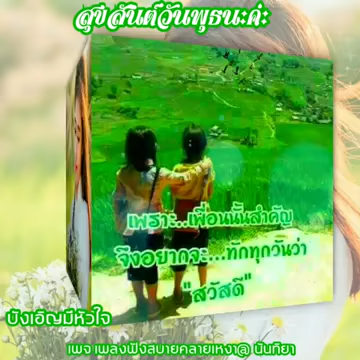 สุขสันต์วันพุธนะค่ะ
เพราะ...เพื่อนนั้นสำคัญ
จึงอยากจะ...ทักทุกวันว่า
"สวัสดี"
บังเอิญมีหัวใจ
เพจ เพลงฟังสบายคลายเหงา@ นันทิยา